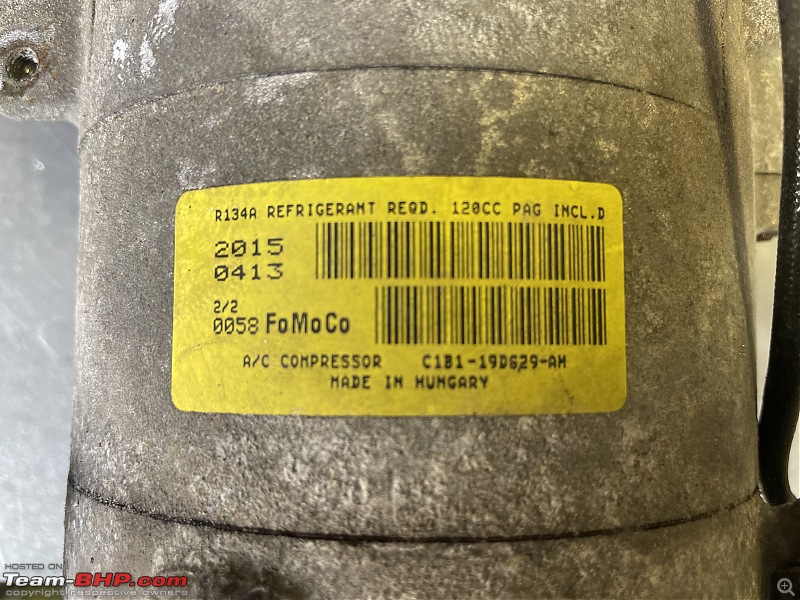 R134A REFRIGERANT REQD. 120CC PAG INCL.D
2015
0413
2/2
0058 FoMoCo
A/C COMPRESSOR C1B1-19D629-AM
MADE IN HUNGARY
HOSTED ON
Team-BHP.com
copyright respective owners